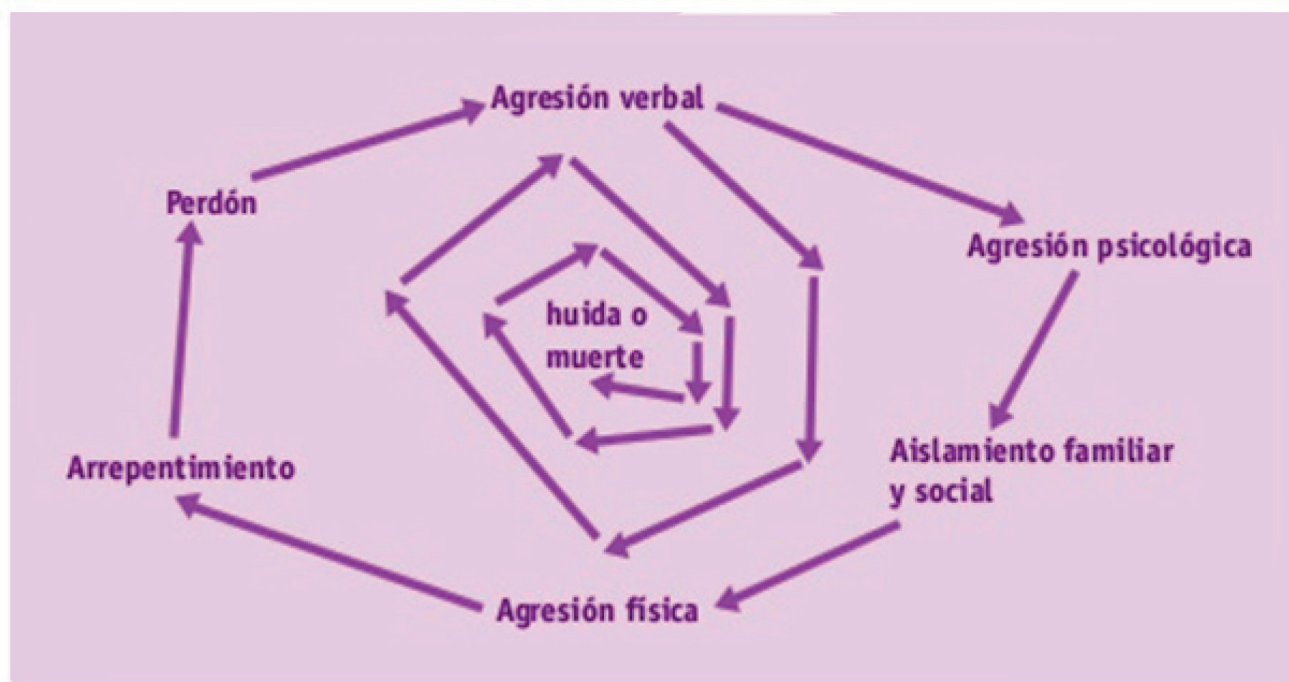 Agresión verbal
Perdón
Agresión psicológica
huida o
muerte
Arrepentimiento
Aislamiento familiar
y social
Agresión física